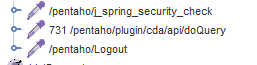 /pentaho/j_spring_security_check
731 /pentaho/plugin/cda/api/doQuery
/pentaho/Logout